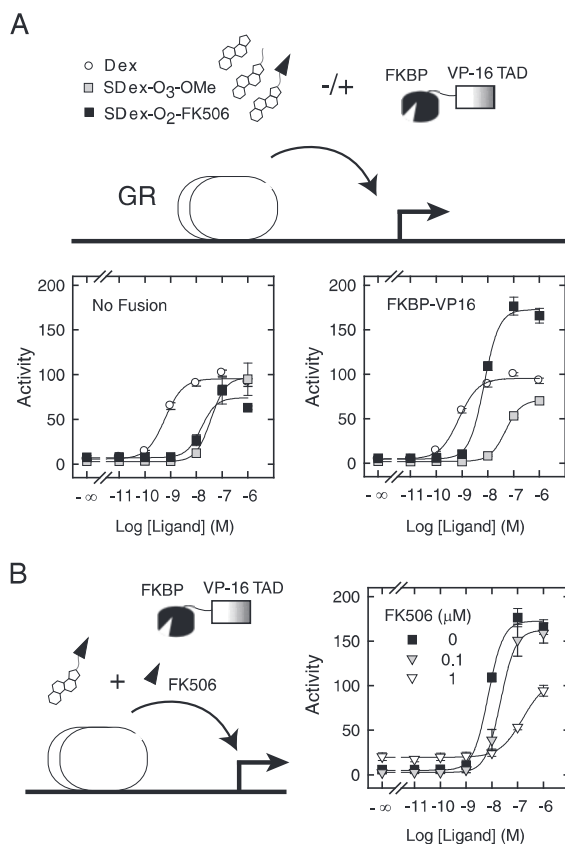 A
Dex
SDex-O₃-OMe
SDex-O₂-FK506
-/+
FKBP VP-16 TAD
GR
No Fusion
Activity
200
150
100
50
0
- ∞ -11 -10 -9 -8 -7 -6
Log [Ligand] (M)
FKBP-VP16
Activity
200
150
100
50
0
- ∞ -11 -10 -9 -8 -7 -6
Log [Ligand] (M)
B
FKBP VP-16 TAD
+ FK506
FK506 (μM)
0
0.1
1
Activity
200
150
100
50
0
- ∞ -11 -10 -9 -8 -7 -6
Log [Ligand] (M)